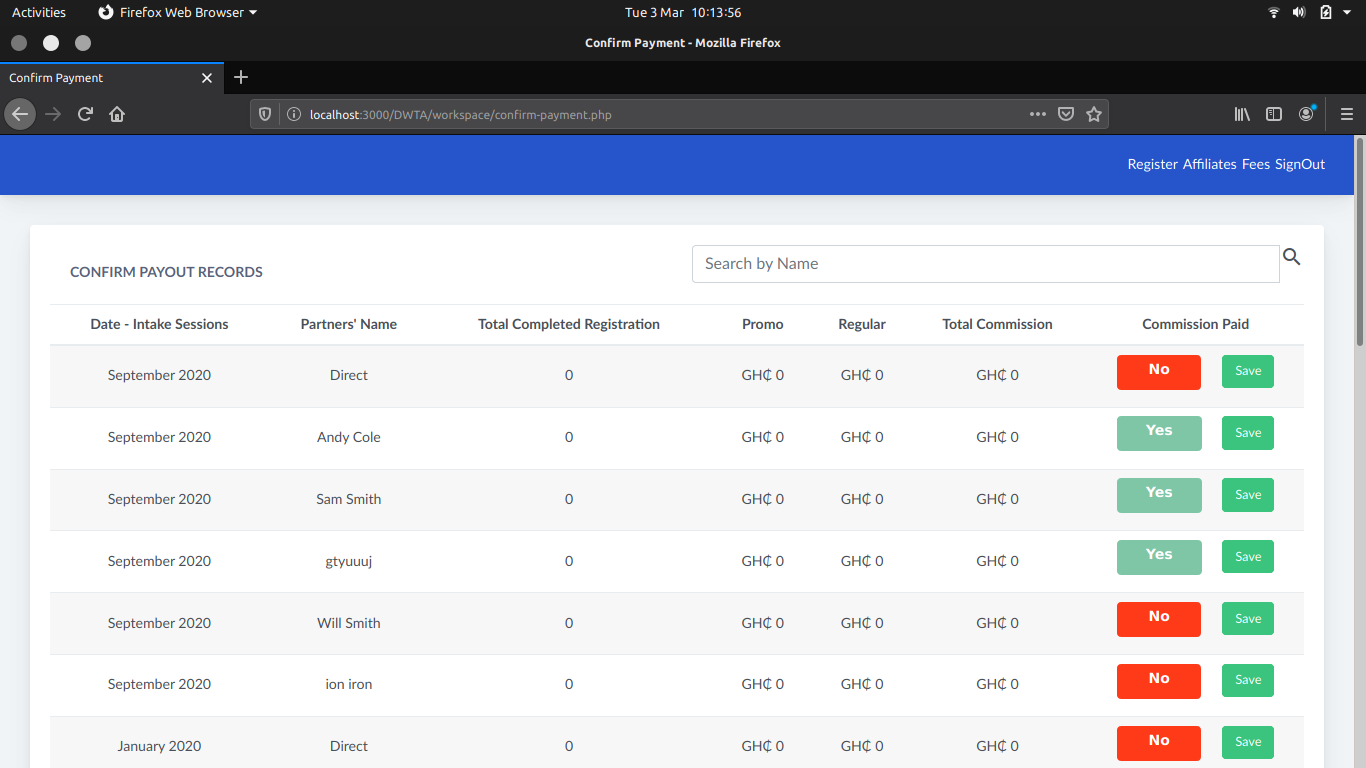 Activities Firefox Web Browser Tue 3 Mar 10:13:56
Confirm Payment - Mozilla Firefox
Confirm Payment
localhost:3000/DWTA/workspace/confirm-payment.php
Register Affiliates Fees SignOut
CONFIRM PAYOUT RECORDS Search by Name
Date - Intake Sessions Partners' Name Total Completed Registration Promo Regular Total Commission Commission Paid
September 2020 Direct 0 GH₵ 0 GH₵ 0 GH₵ 0 No Save
September 2020 Andy Cole 0 GH₵ 0 GH₵ 0 GH₵ 0 Yes Save
September 2020 Sam Smith 0 GH₵ 0 GH₵ 0 GH₵ 0 Yes Save
September 2020 gtyuuuj 0 GH₵ 0 GH₵ 0 GH₵ 0 Yes Save
September 2020 Will Smith 0 GH₵ 0 GH₵ 0 GH₵ 0 No Save
September 2020 ion iron 0 GH₵ 0 GH₵ 0 GH₵ 0 No Save
January 2020 Direct 0 GH₵ 0 GH₵ 0 GH₵ 0 No Save